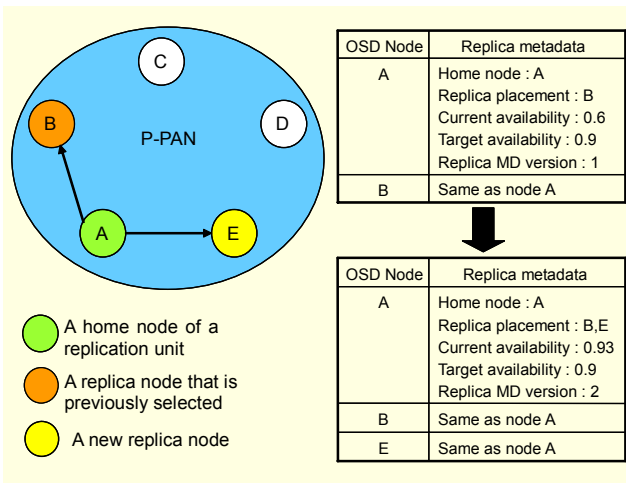 C
B
D
P-PAN
A
E
A home node of a
replication unit
A replica node that is
previously selected
A new replica node
OSD Node Replica metadata
A Home node : A
Replica placement : B
Current availability : 0.6
Target availability : 0.9
Replica MD version : 1
B Same as node A
OSD Node Replica metadata
A Home node : A
Replica placement : B,E
Current availability : 0.93
Target availability : 0.9
Replica MD version : 2
B Same as node A
E Same as node A